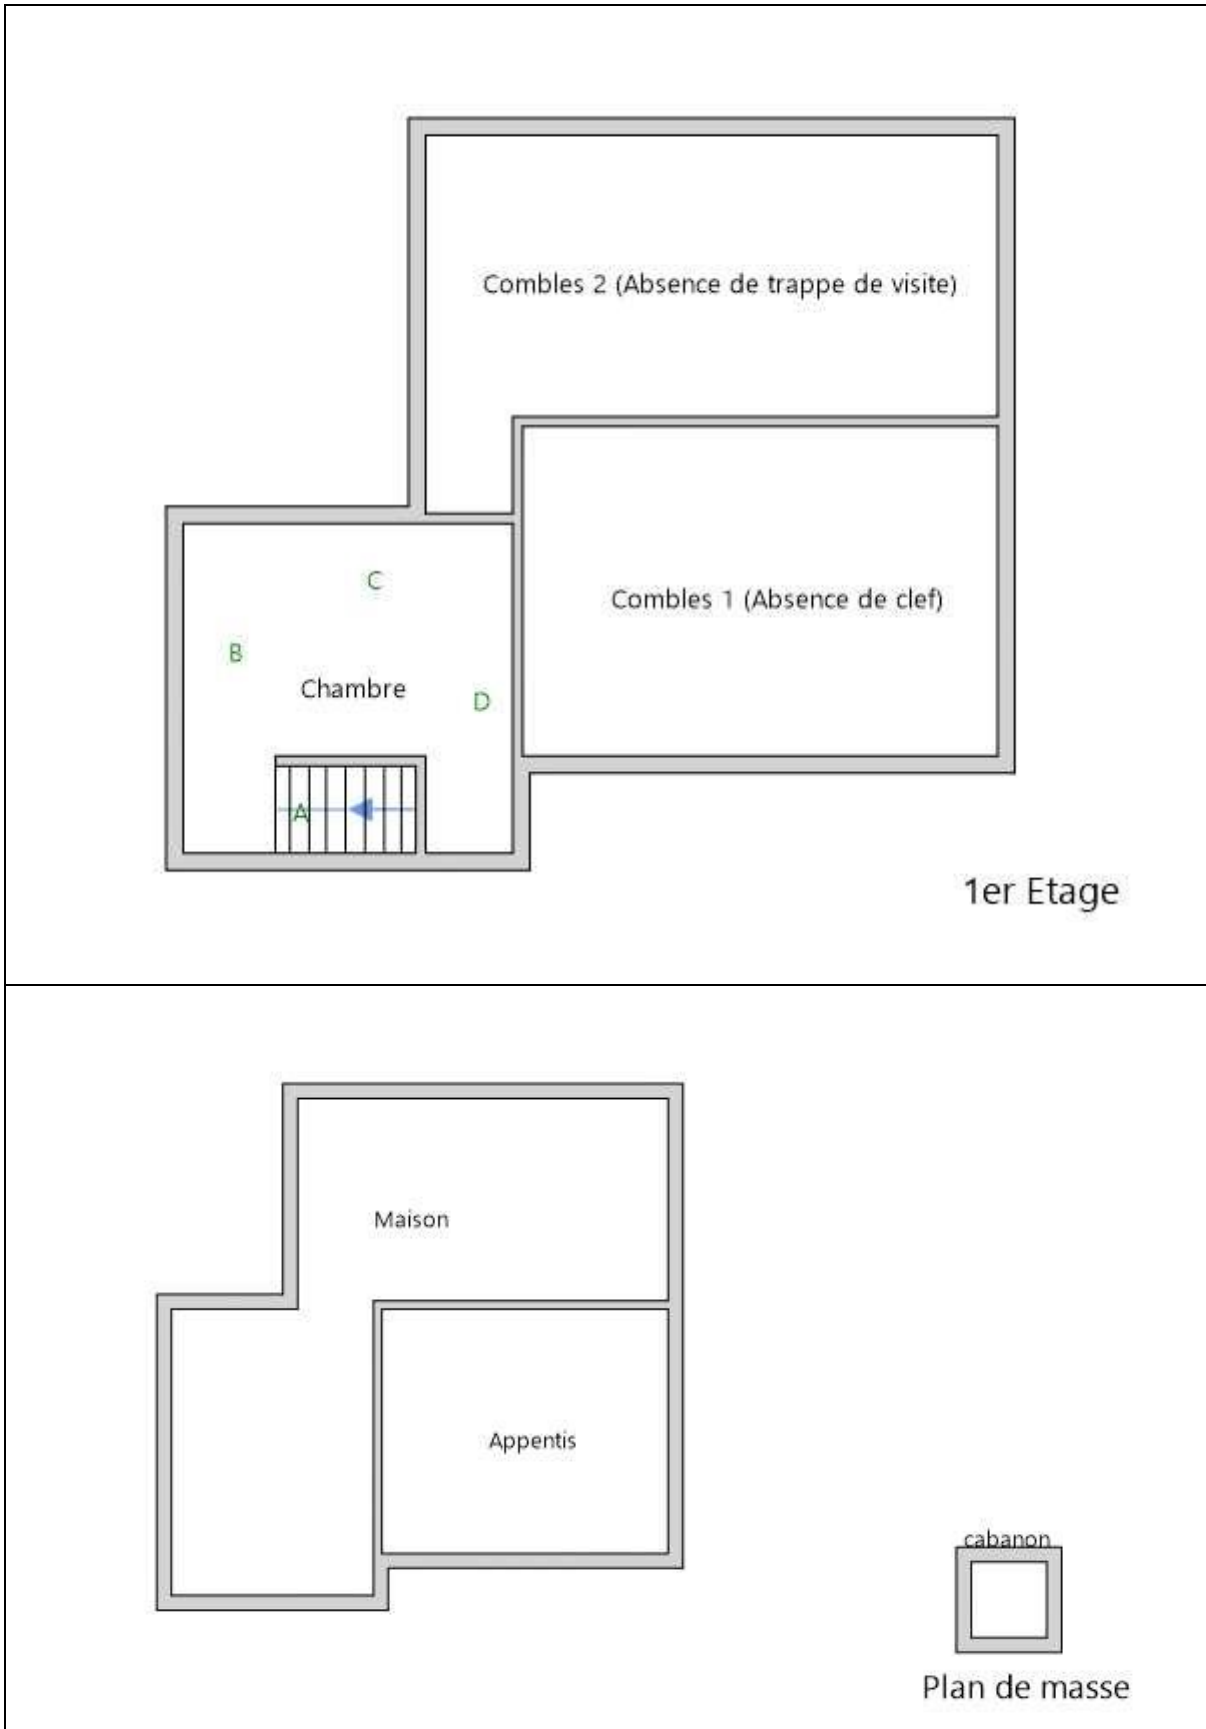 Combles 2 (Absence de trappe de visite)
C
Combles 1 (Absence de clef)
B
Chambre
D
A
1er Etage
Maison
Appentis
cabanon
Plan de masse